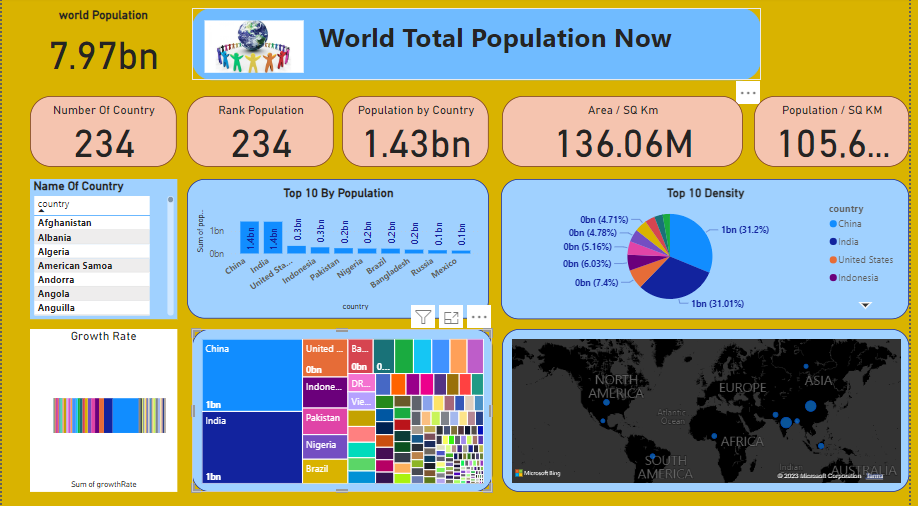 world Population
7.97bn
World Total Population Now
Number Of Country
234
Rank Population
234
Population by Country
1.43bn
Area / SQ Km
136.06M
Population / SQ KM
105.6...
Name Of Country
country
Afghanistan
Albania
Algeria
American Samoa
Andorra
Angola
Anguilla
Top 10 By Population
Sum of pop...
1bn
0bn
1.4bn
1.4bn
0.3bn
0.3bn
0.2bn
0.2bn
0.2bn
0.2bn
0.1bn
0.1bn
China
India
United Sta...
Indonesia
Pakistan
Nigeria
Brazil
Bangladesh
Russia
Mexico
country
Top 10 Density
0bn (4.71%)
0bn (4.78%)
0bn (5.16%)
0bn (6.03%)
0bn (7.4%)
1bn (31.2%)
1bn (31.01%)
country
China
India
United States
Indonesia
Growth Rate
Sum of growthRate
China
1bn
India
1bn
United ...
0bn
Indone...
Pakistan
Nigeria
Brazil
Ba...
0bn
DR...
Vie...
0...
NORTH
AMERICA
EUROPE
ASIA
Atlantic
Ocean
AFRICA
SOUTH
AMERICA
Indian
AUSTRALIA
Microsoft Bing
© 2023 Microsoft Corporation Terms